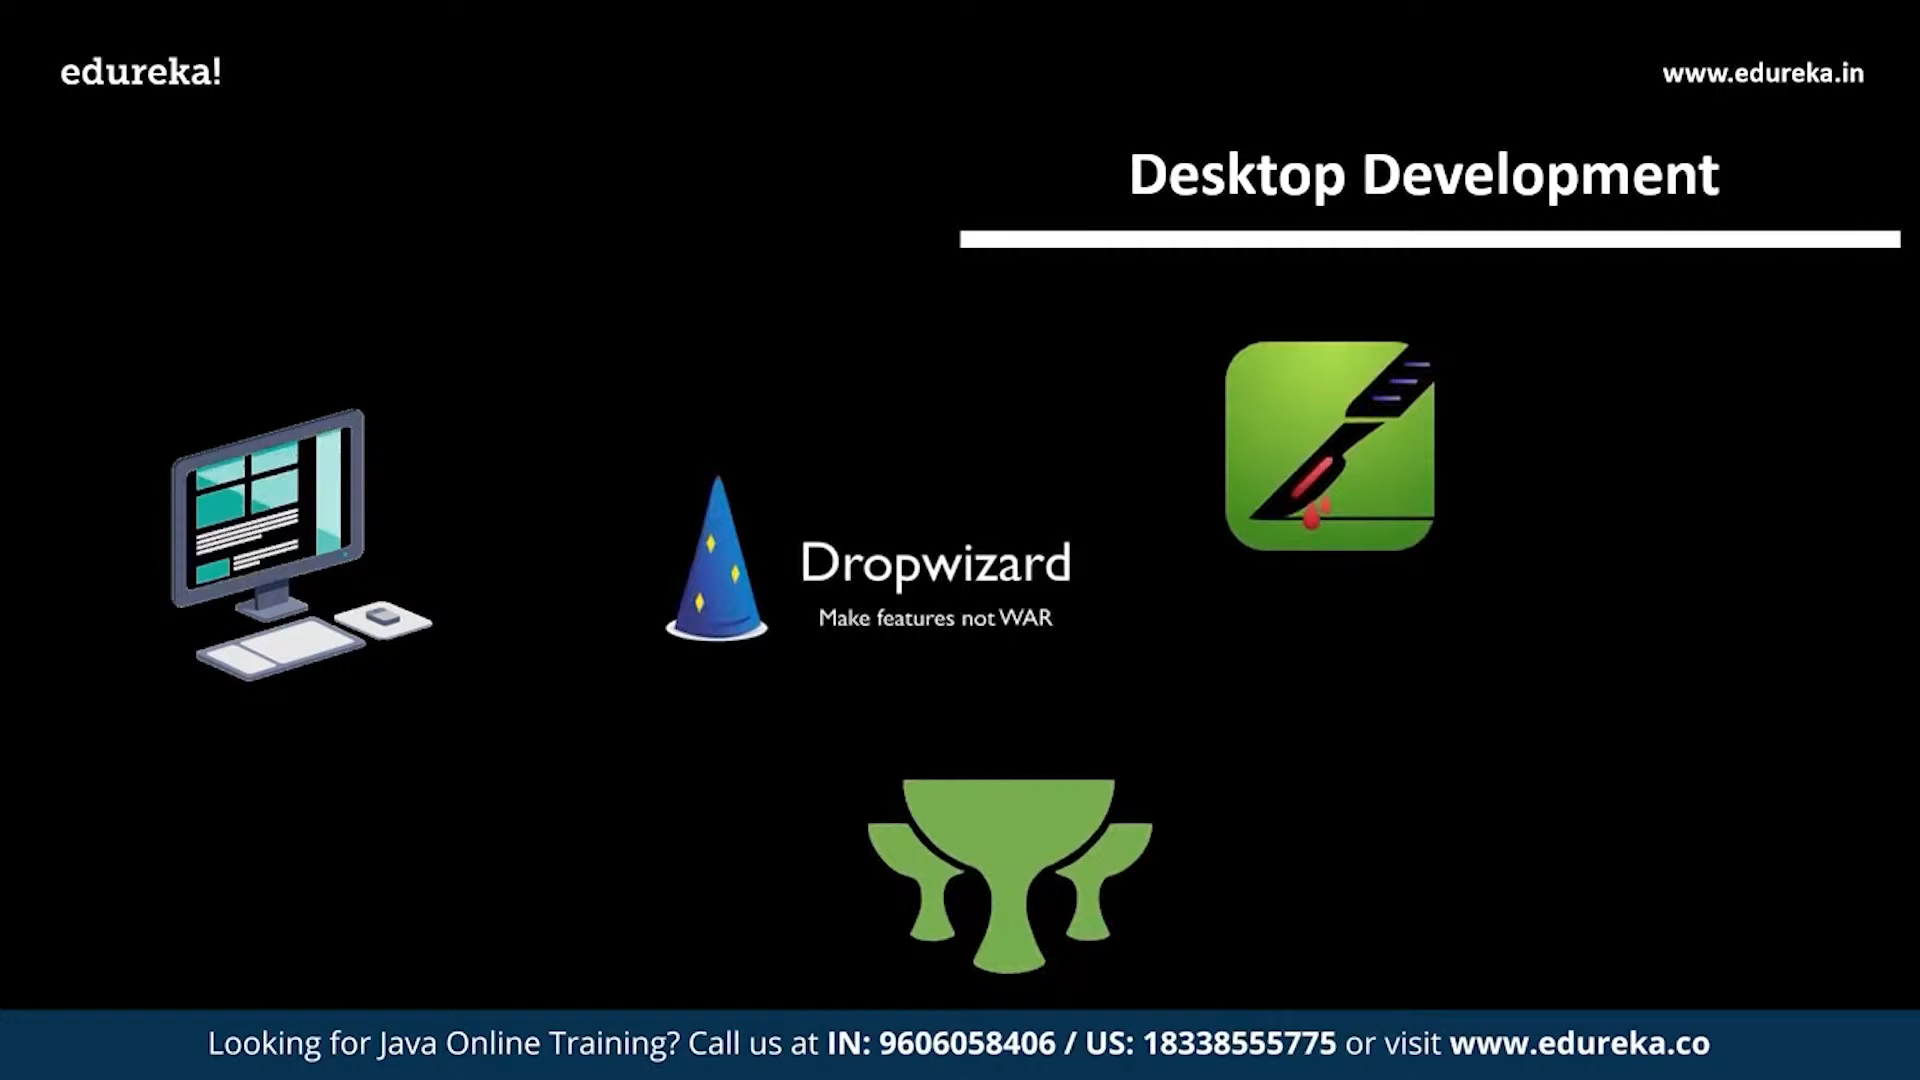 edureka!
www.edureka.in
Desktop Development
Dropwizard
Make features not WAR
Looking for Java Online Training? Call us at IN: 9606058406 / US: 18338555775 or visit www.edureka.co